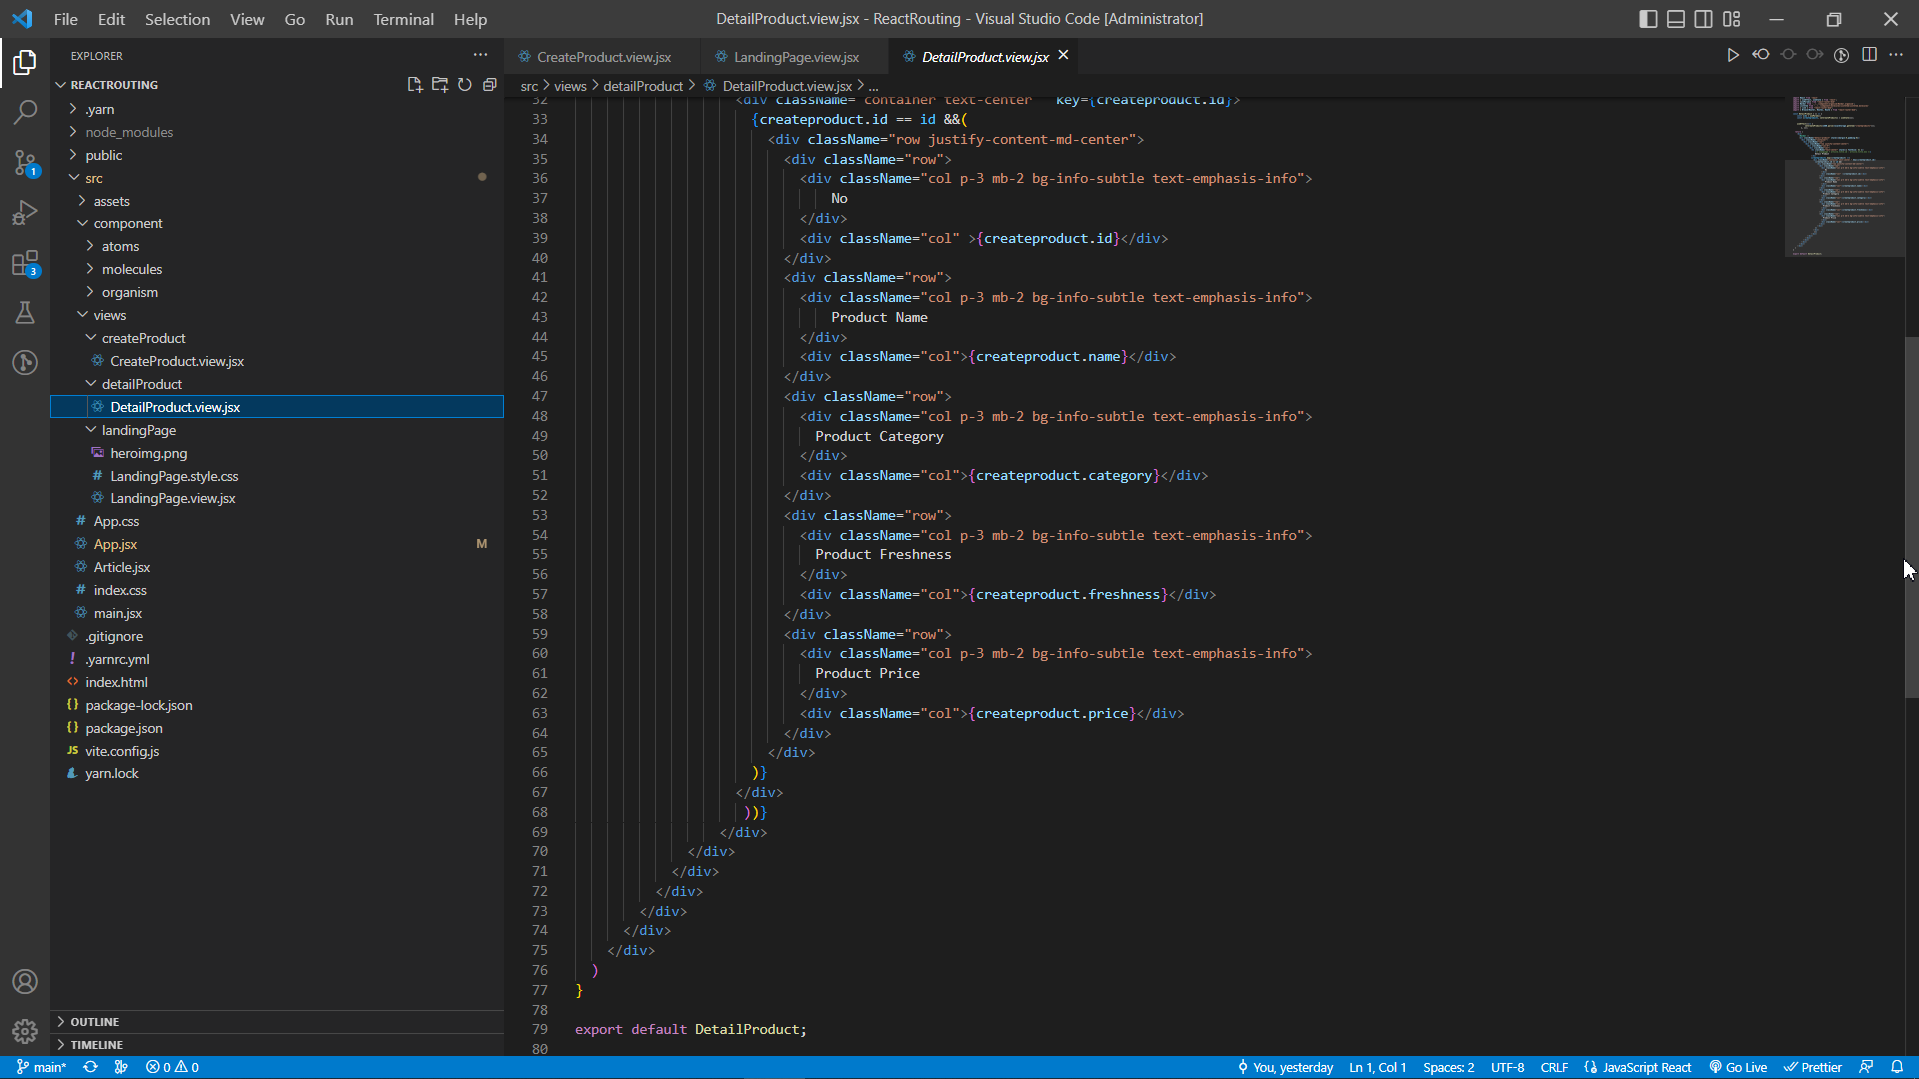 File Edit Selection View Go Run Terminal Help
DetailProduct.view.jsx - ReactRouting - Visual Studio Code [Administrator]
EXPLORER
REACTROUTING
.yarn
node_modules
public
src
assets
component
atoms
molecules
organism
views
createProduct
CreateProduct.view.jsx
detailProduct
DetailProduct.view.jsx
landingPage
heroimg.png
# LandingPage.style.css
LandingPage.view.jsx
# App.css
App.jsx M
Article.jsx
# index.css
main.jsx
.gitignore
! .yarnrc.yml
<> index.html
{} package-lock.json
{} package.json
JS vite.config.js
yarn.lock
OUTLINE
TIMELINE
1
3
CreateProduct.view.jsx LandingPage.view.jsx DetailProduct.view.jsx
src > views > detailProduct > DetailProduct.view.jsx > ...
32 <div className="container text-center" key={createproduct.id}>
33 {createproduct.id == id &&(
34 <div className="row justify-content-md-center">
35 <div className="row">
36 <div className="col p-3 mb-2 bg-info-subtle text-emphasis-info">
37 No
38 </div>
39 <div className="col" >{createproduct.id}</div>
40 </div>
41 <div className="row">
42 <div className="col p-3 mb-2 bg-info-subtle text-emphasis-info">
43 Product Name
44 </div>
45 <div className="col">{createproduct.name}</div>
46 </div>
47 <div className="row">
48 <div className="col p-3 mb-2 bg-info-subtle text-emphasis-info">
49 Product Category
50 </div>
51 <div className="col">{createproduct.category}</div>
52 </div>
53 <div className="row">
54 <div className="col p-3 mb-2 bg-info-subtle text-emphasis-info">
55 Product Freshness
56 </div>
57 <div className="col">{createproduct.freshness}</div>
58 </div>
59 <div className="row">
60 <div className="col p-3 mb-2 bg-info-subtle text-emphasis-info">
61 Product Price
62 </div>
63 <div className="col">{createproduct.price}</div>
64 </div>
65 </div>
66 )}
67 </div>
68 ))}
69 </div>
70 </div>
71 </div>
72 </div>
73 </div>
74 </div>
75 </div>
76 )
77 }
78
79 export default DetailProduct;
80
main* 0 0 You, yesterday Ln 1, Col 1 Spaces: 2 UTF-8 CRLF {} JavaScript React Go Live Prettier